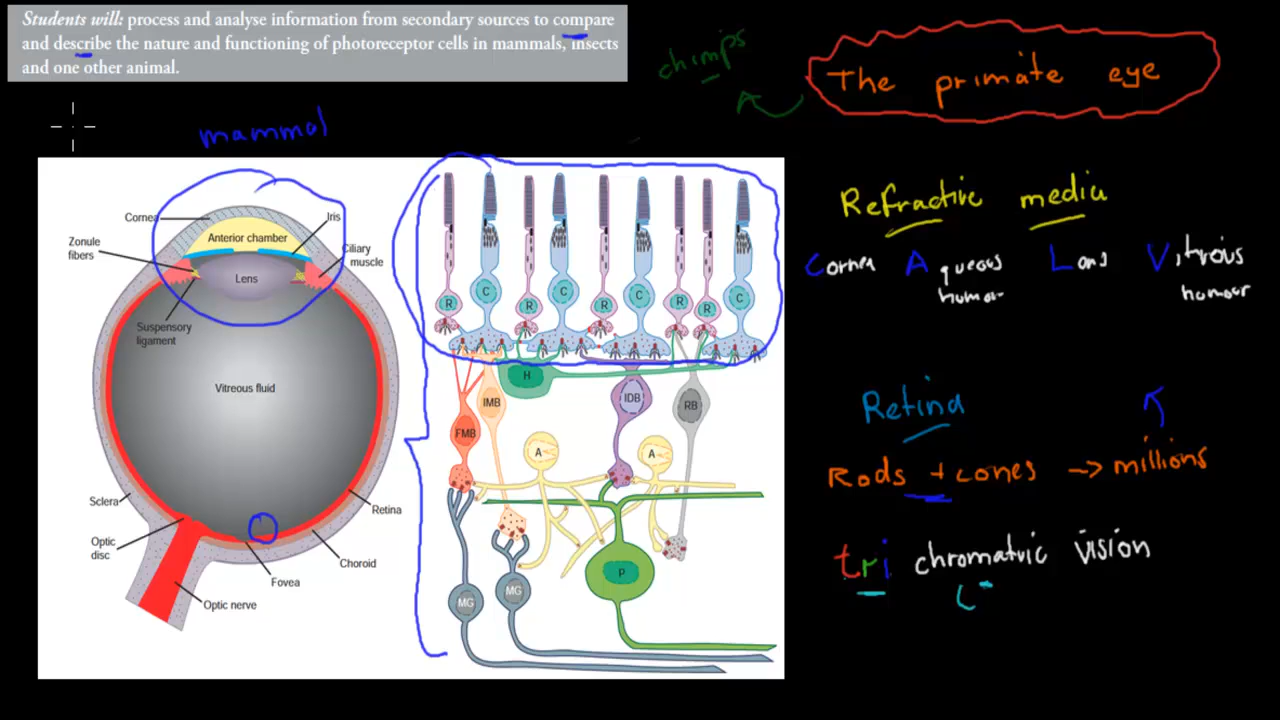 Students will: process and analyse information from secondary sources to compare
and describe the nature and functioning of photoreceptor cells in mammals, insects
and one other animal.
chimps
The primate eye
mammal
Cornea
Iris
Zonule
fibers
Anterior chamber
Ciliary
muscle
Lens
Suspensory
ligament
Vitreous fluid
Sclera
Retina
Optic
disc
Choroid
Fovea
Optic nerve
R C R C R C R R C
H
IMB
IDB
RB
FMB
A A
P
MG MG
Refractive media
Cornea Aqueous Lens Vitrious
humor humour
Retina
Rods + cones → millions
tri chromatvic vision